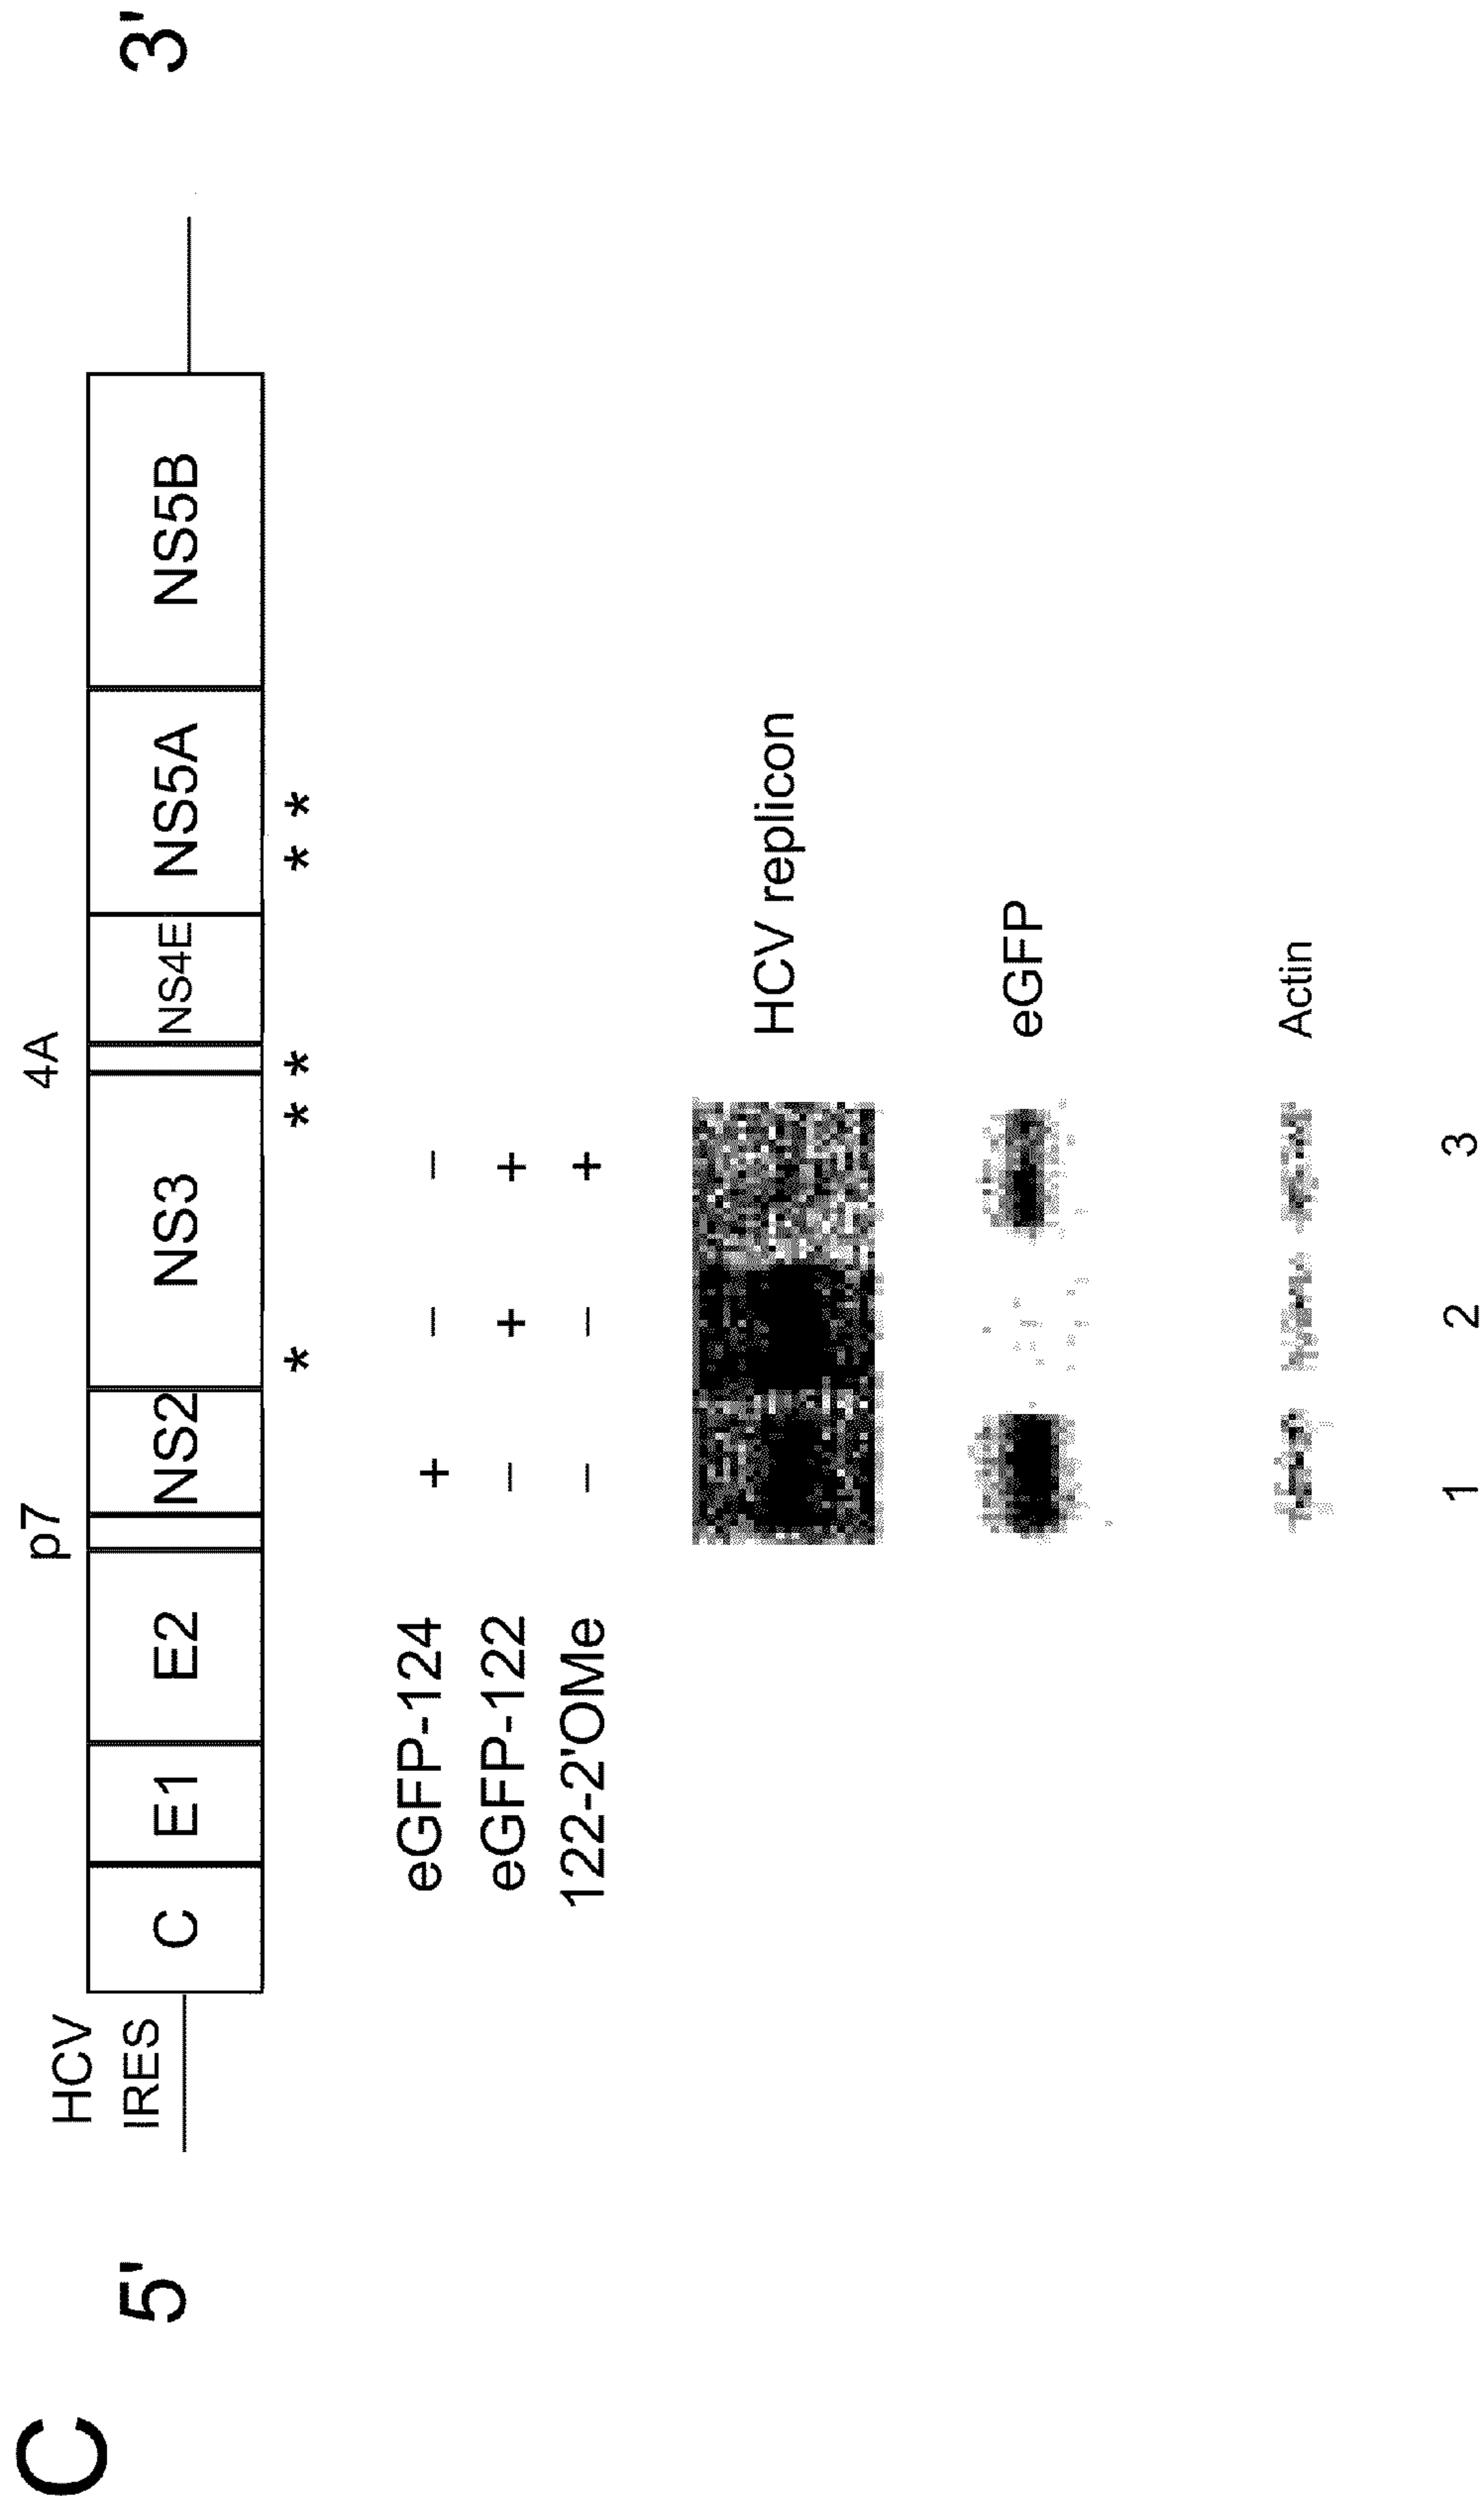 C
p7 4A
HCV
IRES
5' C E1 E2 NS2 NS3 NS4E NS5A NS5B 3'
* * * * *
eGFP-124 + – –
eGFP-122 – + +
122-2'OMe – – +
HCV replicon
eGFP
Actin
1 2 3